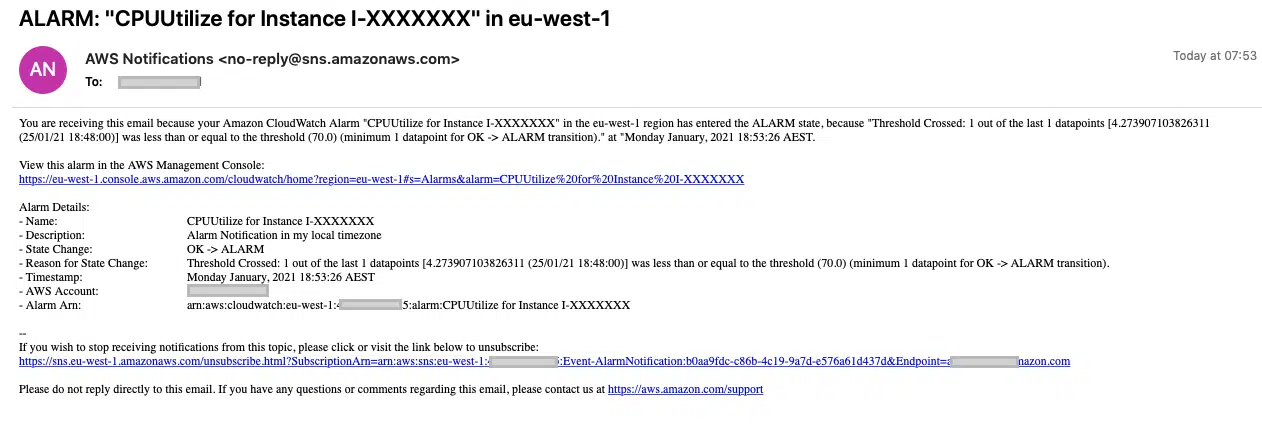 ALARM: "CPUUtilize for Instance I-XXXXXXX" in eu-west-1
AN
AWS Notifications <no-reply@sns.amazonaws.com>
Today at 07:53
To:
You are receiving this email because your Amazon CloudWatch Alarm "CPUUtilize for Instance I-XXXXXXX" in the eu-west-1 region has entered the ALARM state, because "Threshold Crossed: 1 out of the last 1 datapoints [4.273907103826311
(25/01/21 18:48:00)] was less than or equal to the threshold (70.0) (minimum 1 datapoint for OK -> ALARM transition)." at "Monday January, 2021 18:53:26 AEST.
View this alarm in the AWS Management Console:
https://eu-west-1.console.aws.amazon.com/cloudwatch/home?region=eu-west-1#s=Alarms&alarm=CPUUtilize%20for%20Instance%20I-XXXXXXX
Alarm Details:
- Name: CPUUtilize for Instance I-XXXXXXX
- Description: Alarm Notification in my local timezone
- State Change: OK -> ALARM
- Reason for State Change: Threshold Crossed: 1 out of the last 1 datapoints [4.273907103826311 (25/01/21 18:48:00)] was less than or equal to the threshold (70.0) (minimum 1 datapoint for OK -> ALARM transition).
- Timestamp: Monday January, 2021 18:53:26 AEST
- AWS Account:
- Alarm Arn: arn:aws:cloudwatch:eu-west-1: 5:alarm:CPUUtilize for Instance I-XXXXXXX
--
If you wish to stop receiving notifications from this topic, please click or visit the link below to unsubscribe:
https://sns.eu-west-1.amazonaws.com/unsubscribe.html?SubscriptionArn=arn:aws:sns:eu-west-1: :Event-AlarmNotification:b0aa9fdc-c86b-4c19-9a7d-e576a61d437d&Endpoint= nazon.com
Please do not reply directly to this email. If you have any questions or comments regarding this email, please contact us at https://aws.amazon.com/support